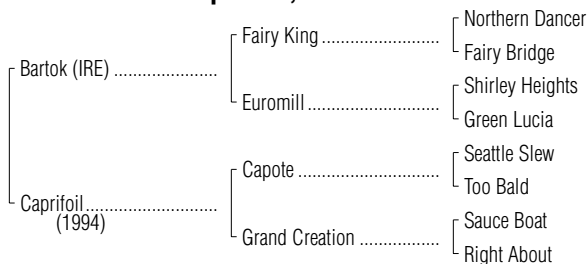 Northern Dancer
Fairy King ........................
Fairy Bridge
Bartok (IRE) .....................
Shirley Heights
Euromill ...........................
Green Lucia
Seattle Slew
Capote .............................
Too Bald
Caprifoil...........................
(1994)
Sauce Boat
Grand Creation ................
Right About